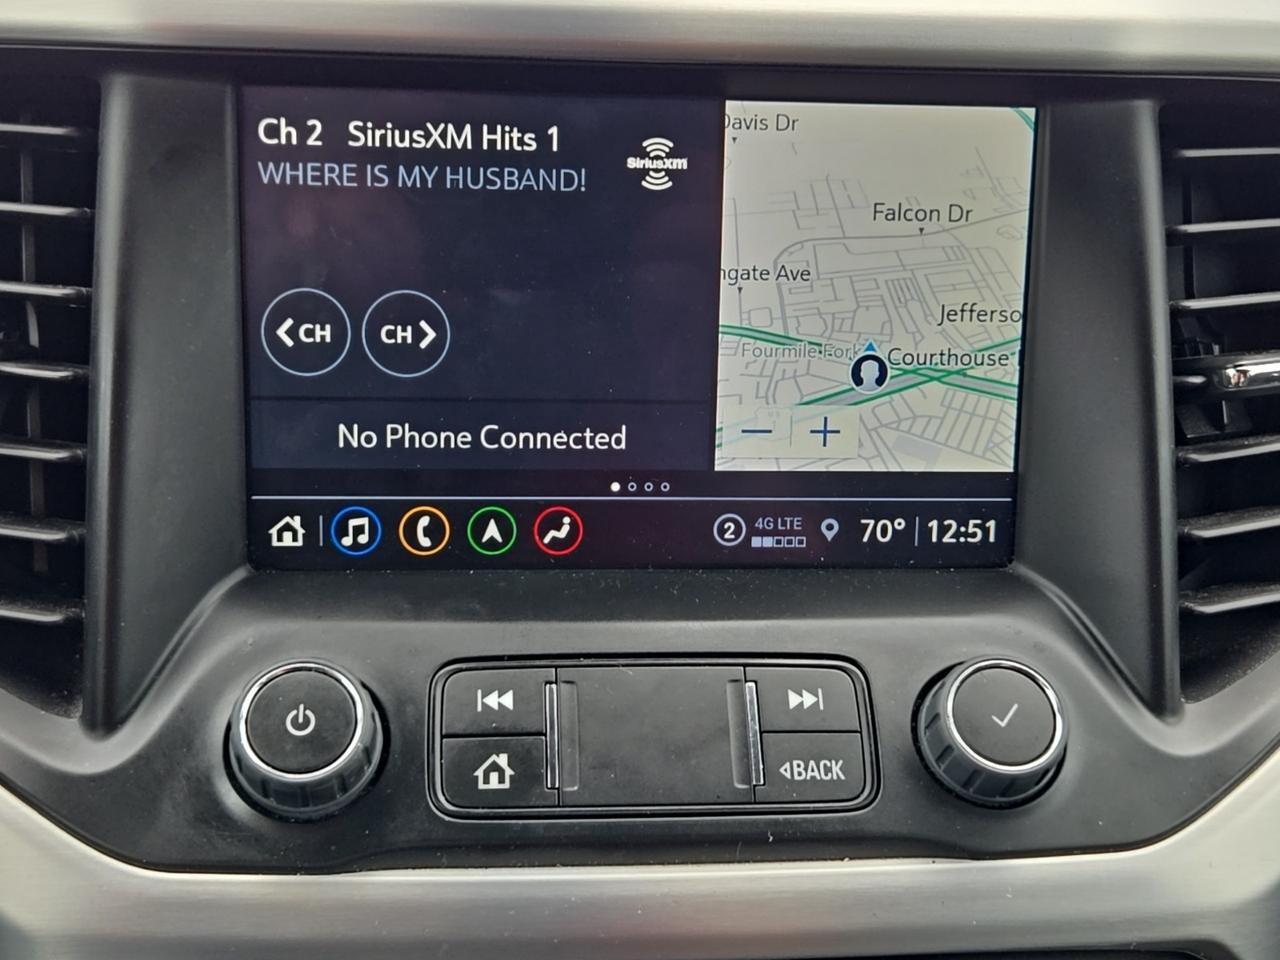 Ch 2 SiriusXM Hits 1
WHERE IS MY HUSBAND!
SiriusXM
CH
CH
No Phone Connected
Davis Dr
Falcon Dr
ngate Ave
Jefferso
Fourmile Fork
Courthouse
2
4G LTE
70° 12:51
BACK